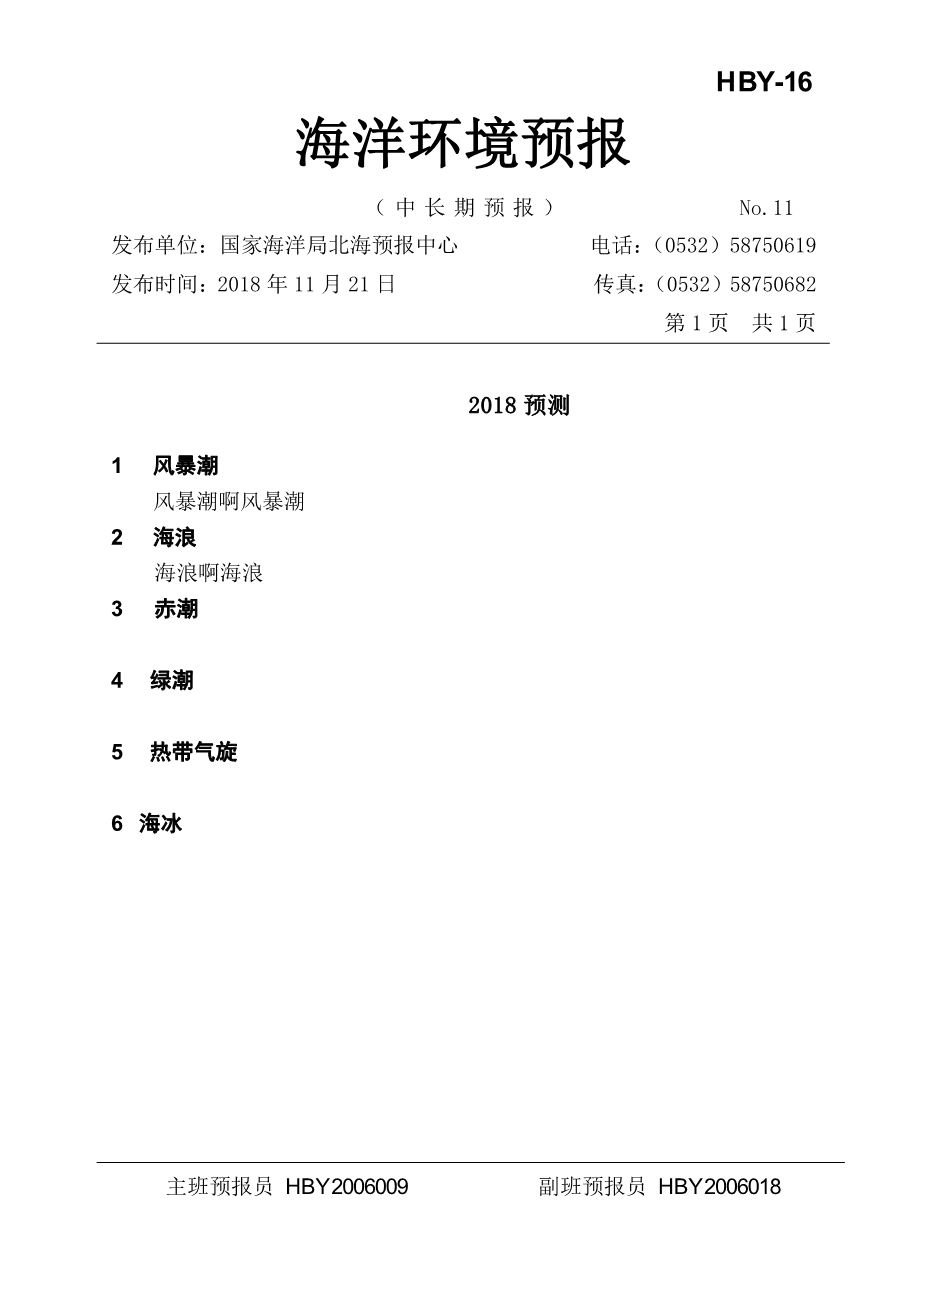 HBY-16
海洋环境预报
（中长期预报） No.11
发布单位：国家海洋局北海预报中心 电话：（0532）58750619
发布时间：2018 年 11 月 21 日 传真：（0532）58750682
第 1 页 共 1 页
2018 预测
1 风暴潮
风暴潮啊风暴潮
2 海浪
海浪啊海浪
3 赤潮
4 绿潮
5 热带气旋
6 海冰
主班预报员 HBY2006009 副班预报员 HBY2006018